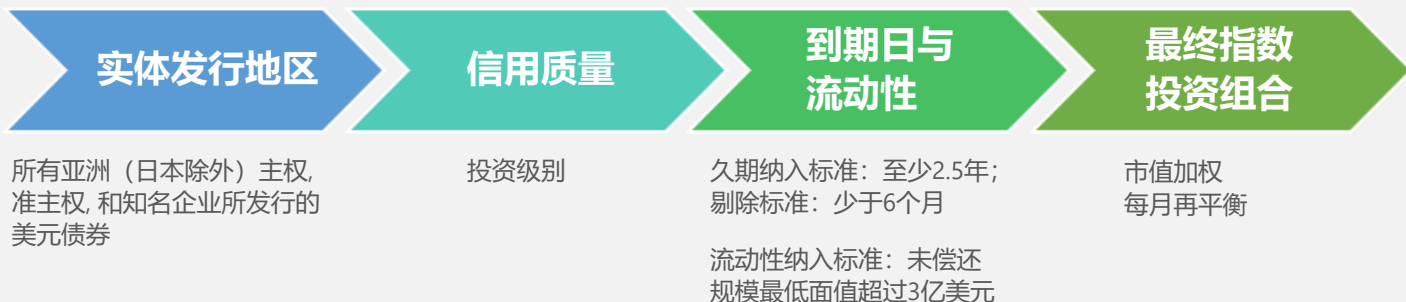 实体发行地区
信用质量
到期日与
流动性
最终指数
投资组合
所有亚洲（日本除外）主权,
准主权, 和知名企业所发行的
美元债券
投资级别
久期纳入标准：至少2.5年；
剔除标准：少于6个月
流动性纳入标准：未偿还
规模最低面值超过3亿美元
市值加权
每月再平衡